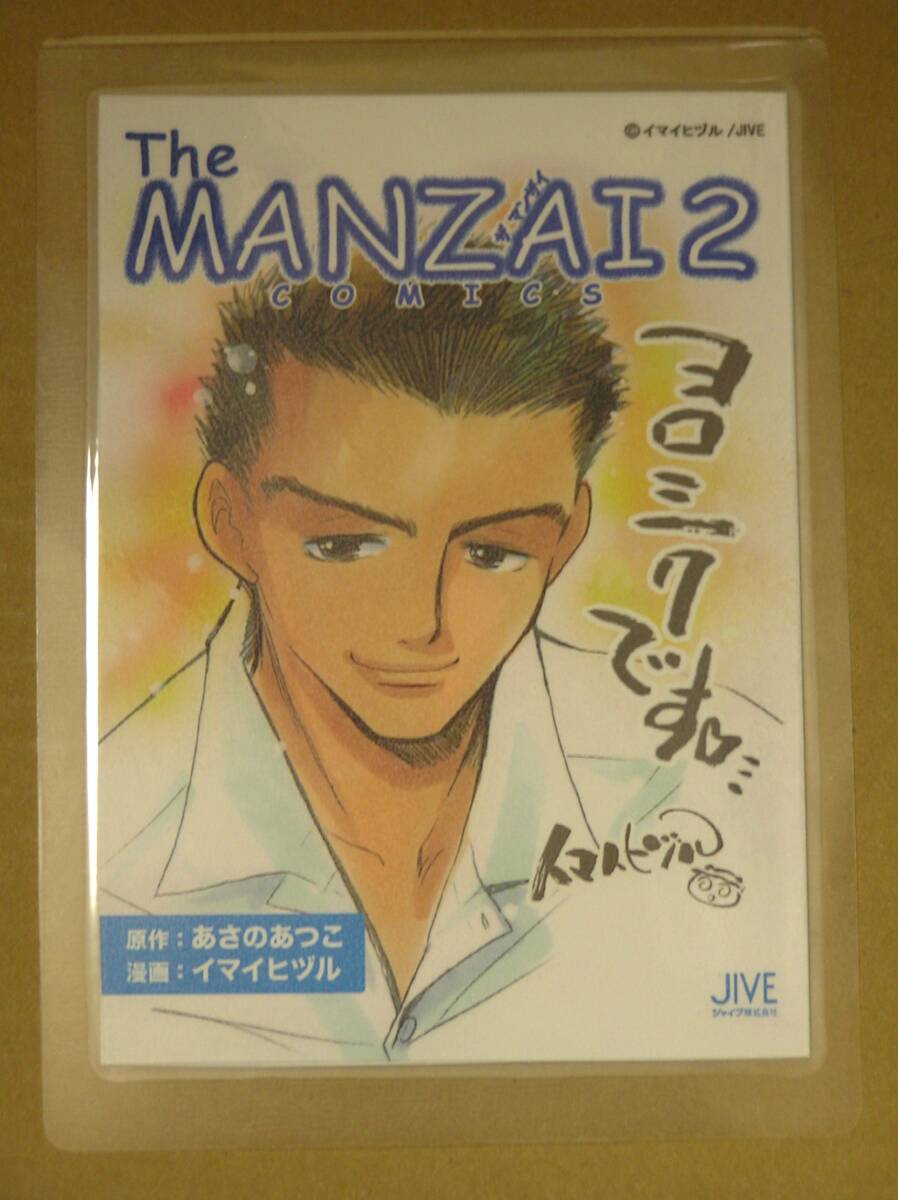 ©イマイヒヅル/JIVE
The
MANZAI 2
ザ・マンザイ
COMICS
ヨロシク
です。
イマイヒヅル
原作：あさのあつこ
漫画：イマイヒヅル
JIVE
ジャイブ株式会社